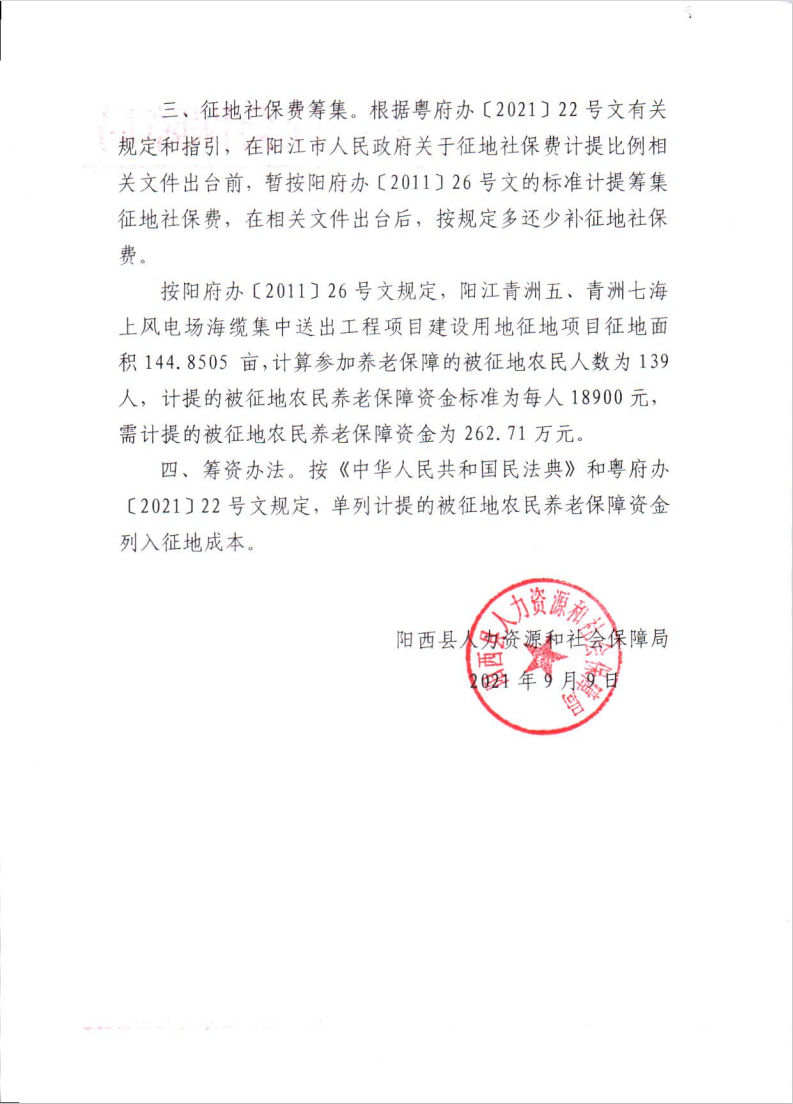 三、征地社保费筹集。根据粤府办〔2021〕22号文有关
规定和指引，在阳江市人民政府关于征地社保费计提比例相
关文件出台前，暂按阳府办〔2011〕26号文的标准计提筹集
征地社保费，在相关文件出台后，按规定多还少补征地社保
费。
按阳府办〔2011〕26号文规定，阳江青洲五、青洲七海
上风电场海缆集中送出工程项目建设用地征地项目征地面
积144.8505 亩,计算参加养老保障的被征地农民人数为139
人，计提的被征地农民养老保障资金标准为每人18900元，
需计提的被征地农民养老保障资金为262.71万元。
四、筹资办法。按《中华人民共和国民法典》和粤府办
〔2021〕22号文规定，单列计提的被征地农民养老保障资金
列入征地成本。
阳西县人力资源和社会保障局
2021年9月9日
阳西县人力资源和社会保障局